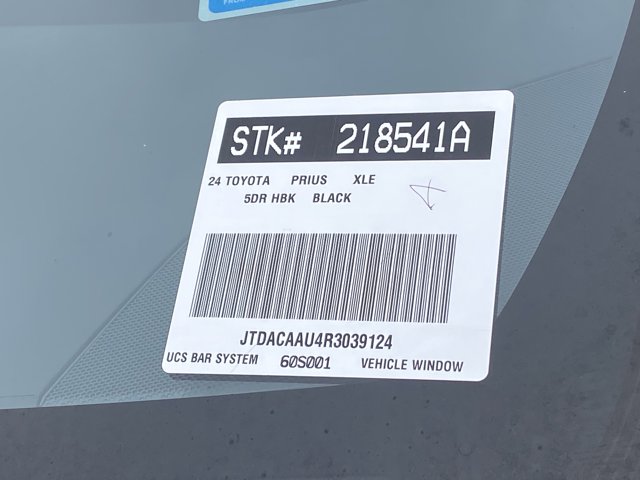 STK# 218541A
24 TOYOTA PRIUS XLE
5DR HBK BLACK
JTDACAAU4R3039124
UCS BAR SYSTEM 60S001 VEHICLE WINDOW